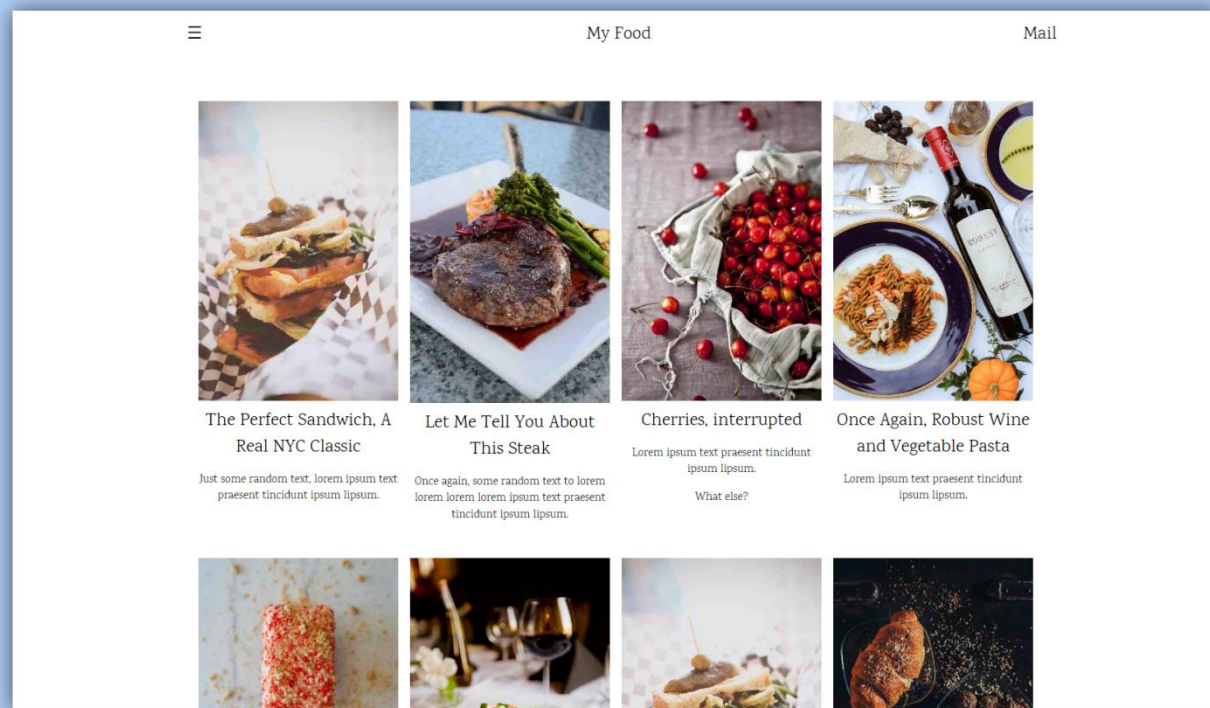 ☰
My Food
Mail
ROBUST
The Perfect Sandwich, A
Real NYC Classic
Just some random text, lorem ipsum text
praesent tincidunt ipsum lipsum.
Let Me Tell You About
This Steak
Once again, some random text to lorem
lorem lorem lorem ipsum text praesent
tincidunt ipsum lipsum.
Cherries, interrupted
Lorem ipsum text praesent tincidunt
ipsum lipsum.
What else?
Once Again, Robust Wine
and Vegetable Pasta
Lorem ipsum text praesent tincidunt
ipsum lipsum.